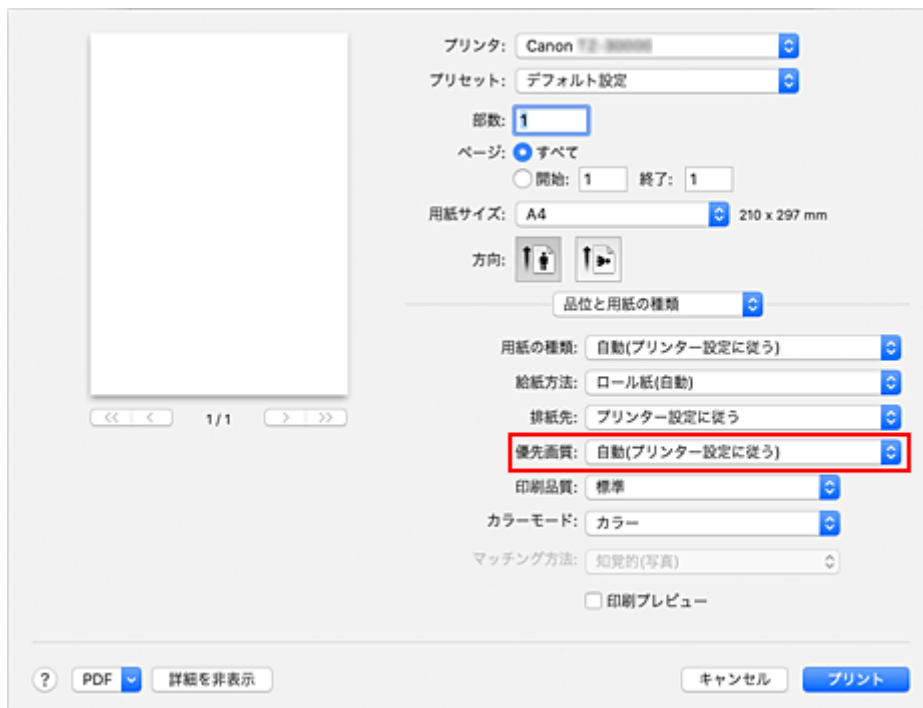 プリンタ: Canon
プリセット: デフォルト設定
部数: 1
ページ: すべて
開始: 1 終了: 1
用紙サイズ: A4 210 x 297 mm
方向:
品位と用紙の種類
用紙の種類: 自動(プリンター設定に従う)
給紙方法: ロール紙(自動)
<< < 1/1 > >>
排紙先: プリンター設定に従う
優先画質: 自動(プリンター設定に従う)
印刷品質: 標準
カラーモード: カラー
マッチング方法: 知覚的(写真)
印刷プレビュー
? PDF 詳細を非表示 キャンセル プリント